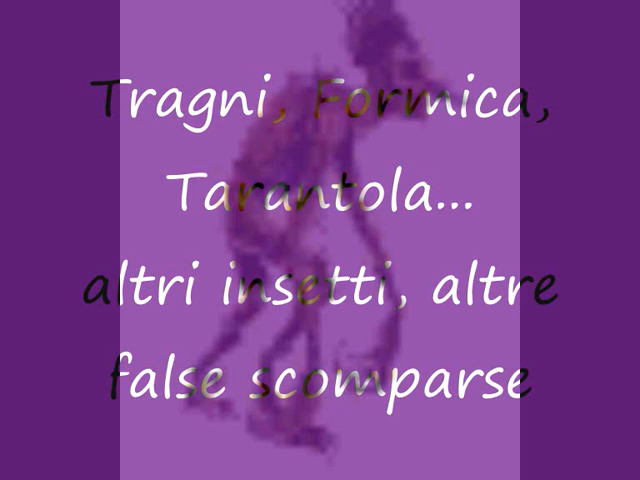 Tragni, Formica,
Tarantola...
altri insetti, altre
false scomparse